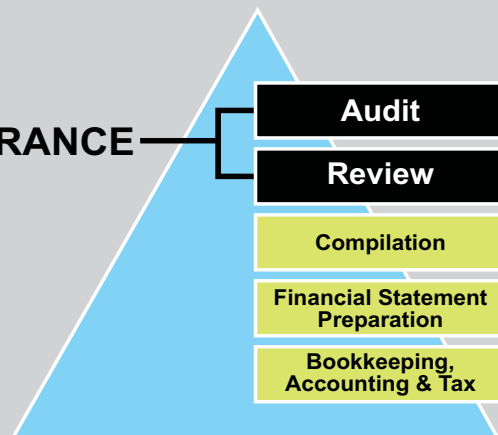 RANCE
Audit
Review
Compilation
Financial Statement
Preparation
Bookkeeping,
Accounting & Tax